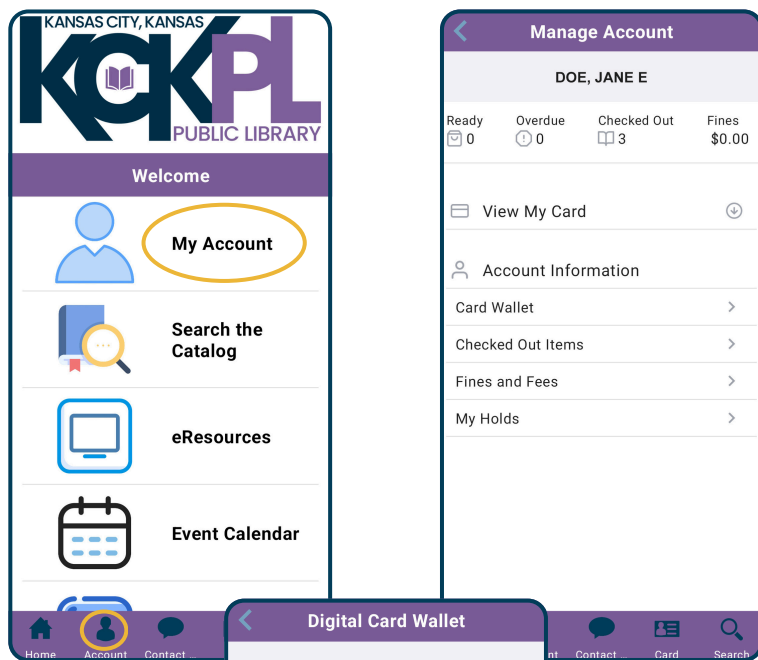 KANSAS CITY, KANSAS
KCKPL
PUBLIC LIBRARY
Welcome
My Account
Search the
Catalog
eResources
Event Calendar
Home Account Contact ...
Manage Account
DOE, JANE E
Ready Overdue Checked Out Fines
0 0 3 $0.00
View My Card
Account Information
Card Wallet
Checked Out Items
Fines and Fees
My Holds
Contact ... Card Search
Digital Card Wallet